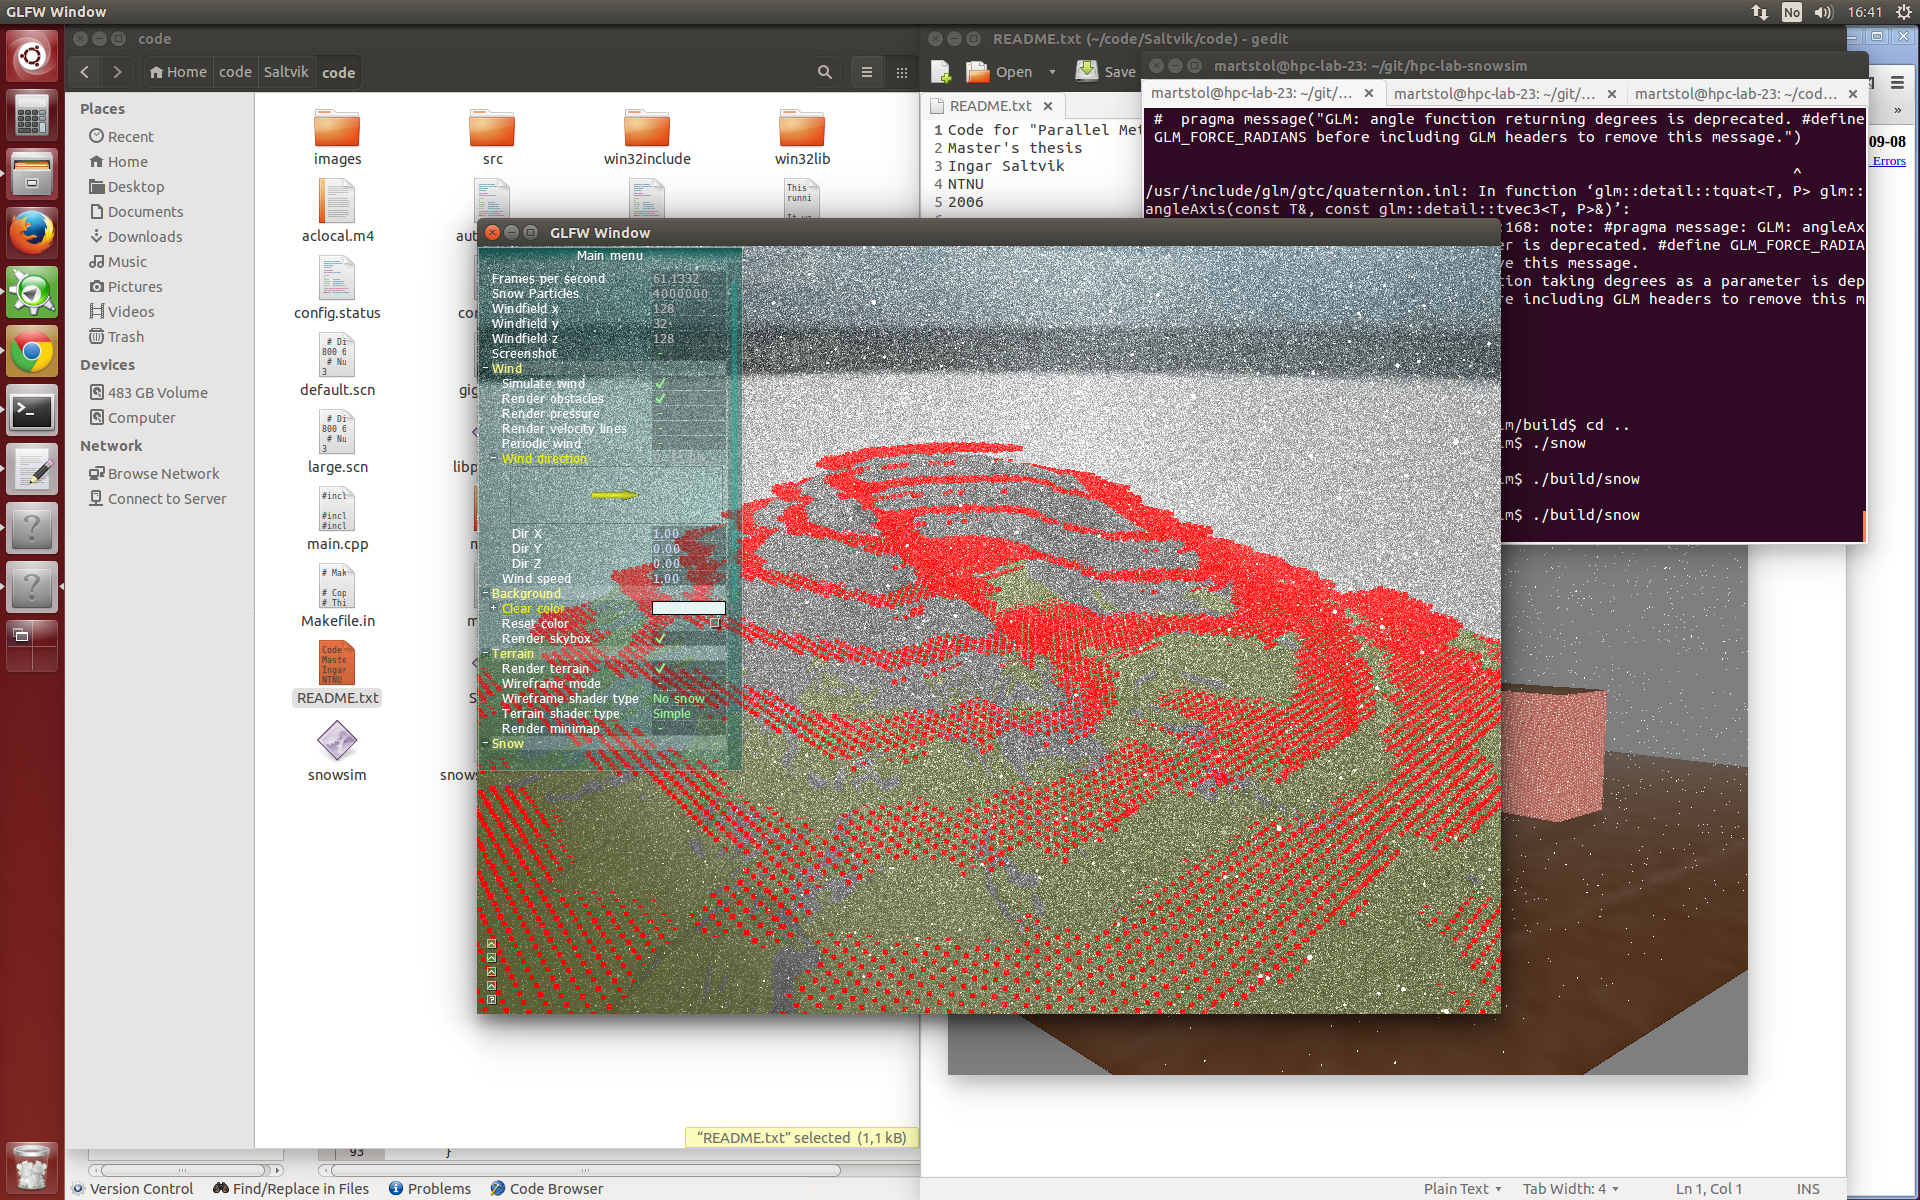 GLFW Window
No
16:41
code
Home
code
Saltvik
code
Places
Recent
Home
Desktop
Documents
Downloads
Music
Pictures
Videos
Trash
Devices
483 GB Volume
Computer
Network
Browse Network
Connect to Server
images
src
win32include
win32lib
aclocal.m4
config.status
default.scn
large.scn
main.cpp
Makefile.in
README.txt
snowsim
"README.txt" selected (1,1 kB)
93 }
Version Control
Find/Replace in Files
Problems
Code Browser
README.txt (~/code/Saltvik/code) - gedit
Open
Save
README.txt
1 Code for "Parallel Met
2 Master's thesis
3 Ingar Saltvik
4 NTNU
5 2006
Plain Text
Tab Width: 4
Ln 1, Col 1
INS
martstol@hpc-lab-23: ~/git/hpc-lab-snowsim
martstol@hpc-lab-23: ~/git/...
martstol@hpc-lab-23: ~/git/...
martstol@hpc-lab-23: ~/cod...
#  pragma message("GLM: angle function returning degrees is deprecated. #define
GLM_FORCE_RADIANS before including GLM headers to remove this message.")
^
/usr/include/glm/gtc/quaternion.inl: In function ‘glm::detail::tquat<T, P> glm::
angleAxis(const T&, const glm::detail::tvec3<T, P>&)’:
:168: note: #pragma message: GLM: angleAx
er is deprecated. #define GLM_FORCE_RADIA
ve this message.
tion taking degrees as a parameter is dep
re including GLM headers to remove this m
lm/build$ cd ..
lm$ ./snow
lm$ ./build/snow
lm$ ./build/snow
09-08
Errors
GLFW Window
Main menu
Frames per second 61.1332
Snow Particles 4000000
Windfield x 128
Windfield y 32
Windfield z 128
Screenshot
Wind
Simulate wind
Render obstacles
Render pressure
Render velocity lines
Periodic wind
Wind direction
Dir X 1.00
Dir Y 0.00
Dir Z 0.00
Wind speed 1.00
Background
Clear color
Reset color
Render skybox
Terrain
Render terrain
Wireframe mode
Wireframe shader type No snow
Terrain shader type Simple
Render minimap
Snow